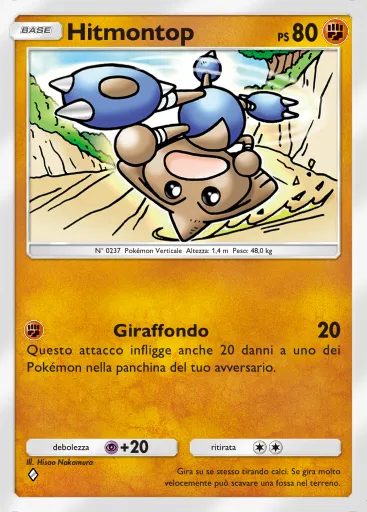 BASE Hitmontop PS 80
N° 0237 Pokémon Verticale Altezza: 1,4 m Peso: 48,0 kg
Giraffondo 20
Questo attacco infligge anche 20 danni a uno dei
Pokémon nella panchina del tuo avversario.
debolezza +20 ritirata
Ill. Hisao Nakamura
Gira su se stesso tirando calci. Se gira molto
velocemente può scavare una fossa nel terreno.